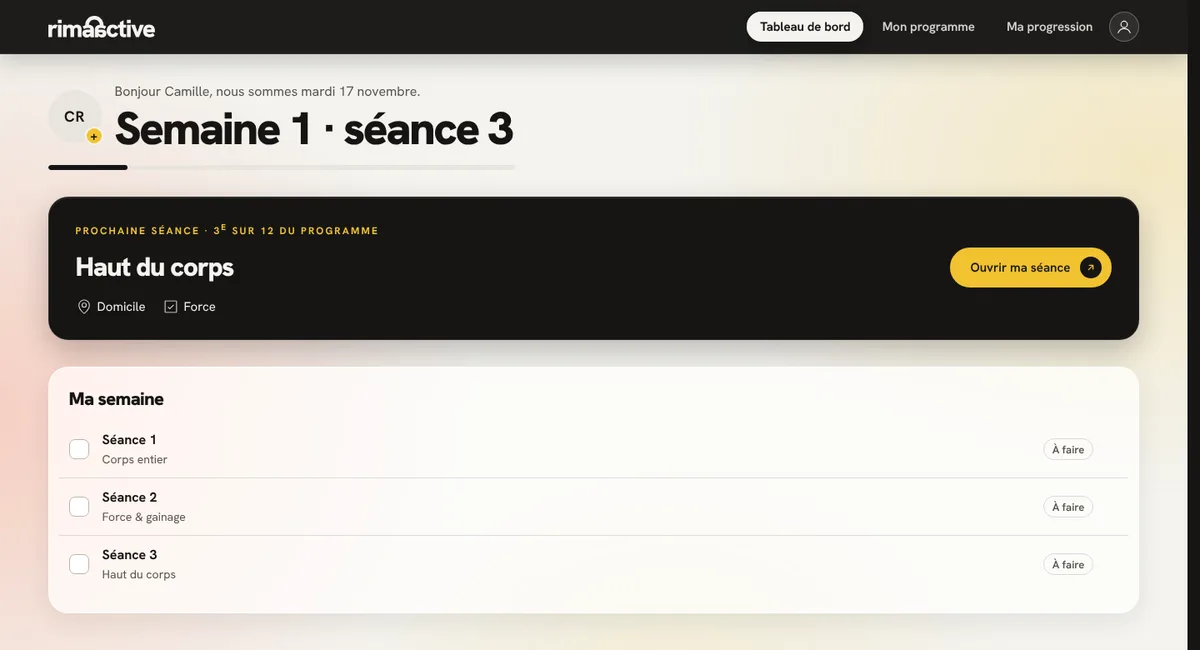 rimaactive
Tableau de bord
Mon programme
Ma progression
Bonjour Camille, nous sommes mardi 17 novembre.
CR
+
Semaine 1 · séance 3
PROCHAINE SÉANCE · 3E SUR 12 DU PROGRAMME
Haut du corps
Ouvrir ma séance
Domicile
Force
Ma semaine
Séance 1
Corps entier
À faire
Séance 2
Force & gainage
À faire
Séance 3
Haut du corps
À faire